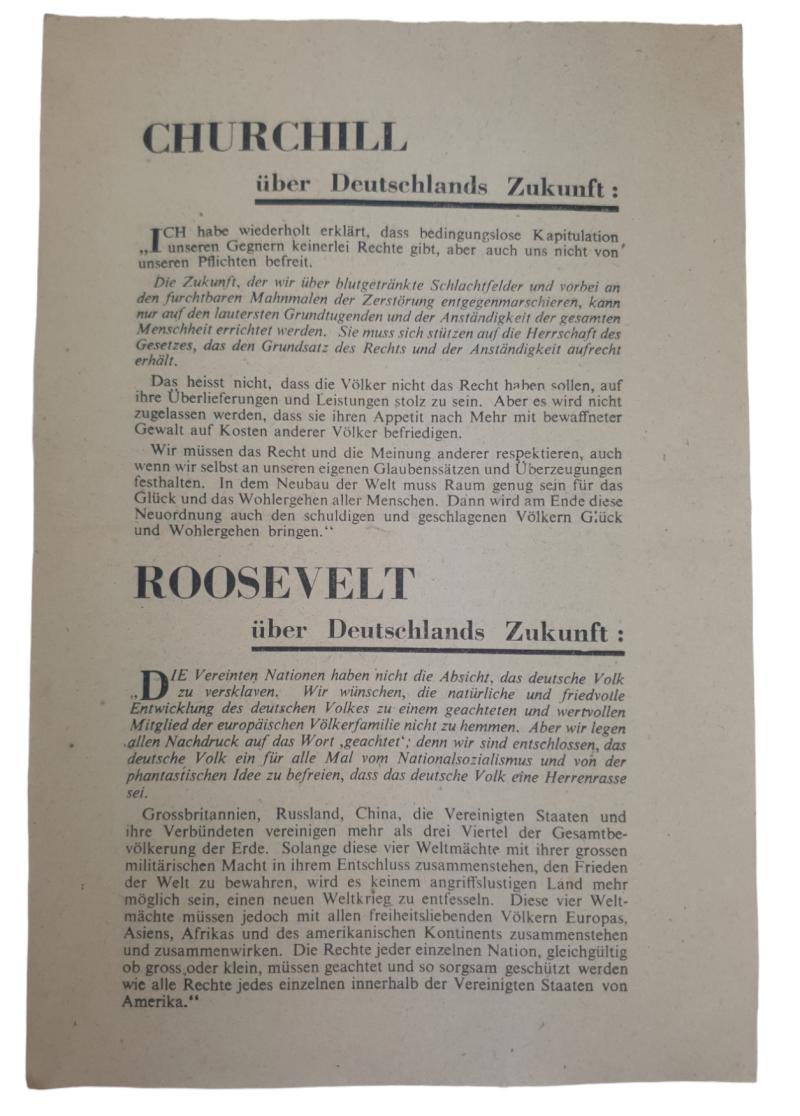 CHURCHILL
über Deutschlands Zukunft :
„ICH habe wiederholt erklärt, dass bedingungslose Kapitulation
unseren Gegnern keinerlei Rechte gibt, aber auch uns nicht von
unseren Pflichten befreit.
Die Zukunft, der wir über blutgetränkte Schlachtfelder und vorbei an
den furchtbaren Mahnmalen der Zerstörung entgegenmarschieren, kann
nur auf den lautersten Grundtugenden und der Anständigkeit der gesamten
Menschheit errichtet werden. Sie muss sich stützen auf die Herrschaft des
Gesetzes, das den Grundsatz des Rechts und der Anständigkeit aufrecht
erhält.
Das heisst nicht, dass die Völker nicht das Recht haben sollen, auf
ihre Überlieferungen und Leistungen stolz zu sein. Aber es wird nicht
zugelassen werden, dass sie ihren Appetit nach Mehr mit bewaffneter
Gewalt auf Kosten anderer Völker befriedigen.
Wir müssen das Recht und die Meinung anderer respektieren, auch
wenn wir selbst an unseren eigenen Glaubenssätzen und Überzeugungen
festhalten. In dem Neubau der Welt muss Raum genug sein für das
Glück und das Wohlergehen aller Menschen. Dann wird am Ende diese
Neuordnung auch den schuldigen und geschlagenen Völkern Glück
und Wohlergehen bringen.“
ROOSEVELT
über Deutschlands Zukunft :
„DIE Vereinten Nationen haben nicht die Absicht, das deutsche Volk
zu versklaven. Wir wünschen, die natürliche und friedvolle
Entwicklung des deutschen Volkes zu einem geachteten und wertvollen
Mitglied der europäischen Völkerfamilie nicht zu hemmen. Aber wir legen
allen Nachdruck auf das Wort ‚geachtet‘; denn wir sind entschlossen, das
deutsche Volk ein für alle Mal vom Nationalsozialismus und von der
phantastischen Idee zu befreien, dass das deutsche Volk eine Herrenrasse
sei.
Grossbritannien, Russland, China, die Vereinigten Staaten und
ihre Verbündeten vereinigen mehr als drei Viertel der Gesamtbe-
völkerung der Erde. Solange diese vier Weltmächte mit ihrer grossen
militärischen Macht in ihrem Entschluss zusammenstehen, den Frieden
der Welt zu bewahren, wird es keinem angriffslustigen Land mehr
möglich sein, einen neuen Weltkrieg zu entfesseln. Diese vier Welt-
mächte müssen jedoch mit allen freiheitsliebenden Völkern Europas,
Asiens, Afrikas und des amerikanischen Kontinents zusammenstehen
und zusammenwirken. Die Rechte jeder einzelnen Nation, gleichgültig
ob gross oder klein, müssen geachtet und so sorgsam geschützt werden
wie alle Rechte jedes einzelnen innerhalb der Vereinigten Staaten von
Amerika.“